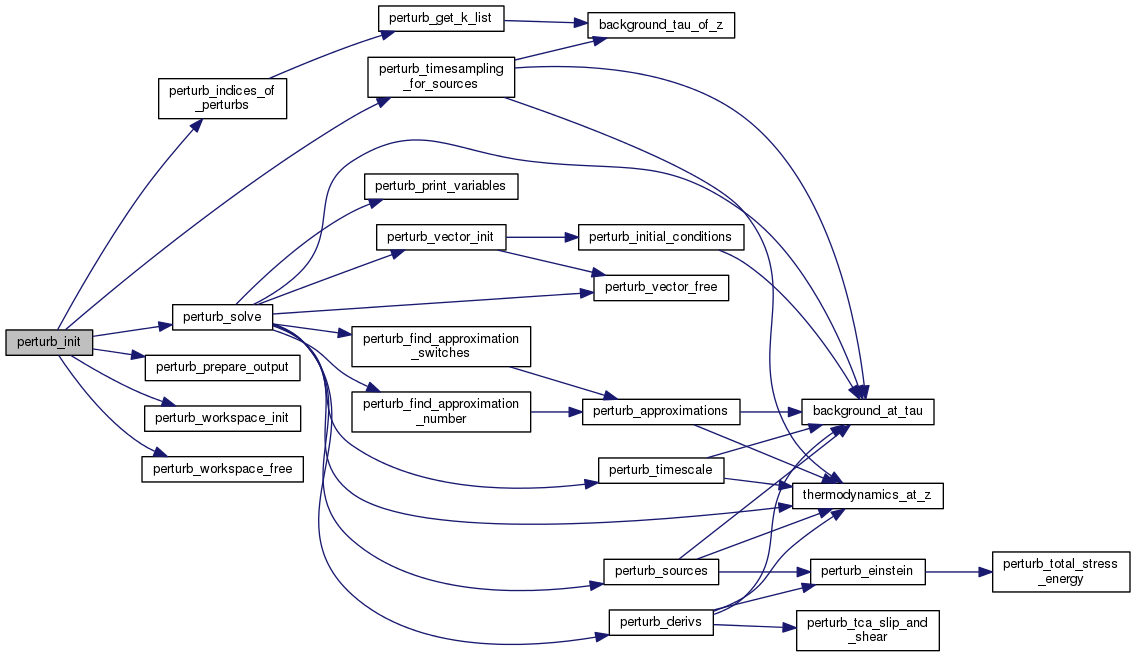 perturb_get_k_list
background_tau_of_z
perturb_timesampling
_for_sources
perturb_indices_of
_perturbs
perturb_print_variables
perturb_vector_init
perturb_initial_conditions
perturb_vector_free
perturb_solve
perturb_init
perturb_find_approximation
_switches
perturb_prepare_output
perturb_find_approximation
_number
perturb_approximations
background_at_tau
perturb_workspace_init
perturb_workspace_free
perturb_timescale
thermodynamics_at_z
perturb_sources
perturb_einstein
perturb_total_stress
_energy
perturb_derivs
perturb_tca_slip_and
_shear